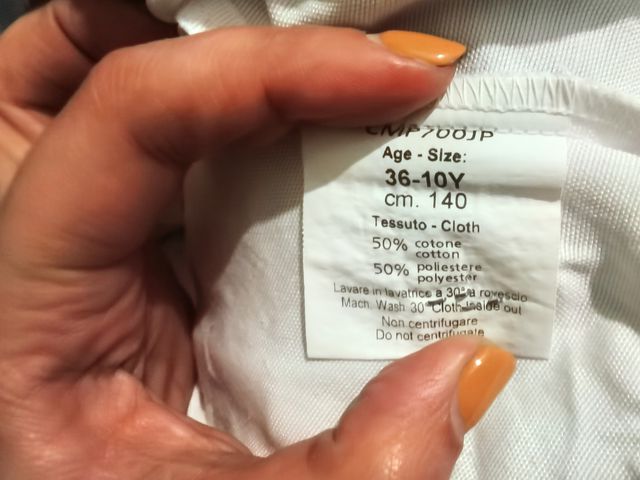 CMP700JP
Age - Size:
36-10Y
cm. 140
Tessuto - Cloth
50% cotone
cotton
50% poliestere
polyester
Lavare in lavatrice a 30° a rovescio
Mach. Wash 30° Cloth inside out
Non centrifugare
Do not centrifugate